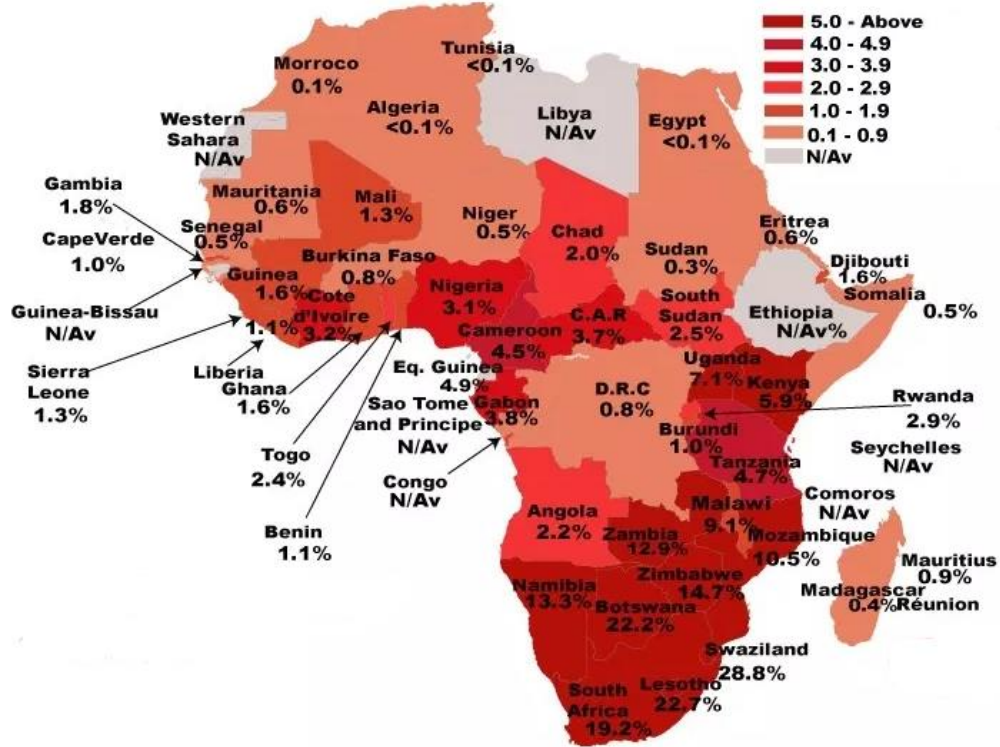 5.0 - Above
4.0 - 4.9
3.0 - 3.9
2.0 - 2.9
1.0 - 1.9
0.1 - 0.9
N/Av
Tunisia
<0.1%
Morroco
0.1%
Algeria
<0.1%
Libya
N/Av
Egypt
<0.1%
Western
Sahara
N/Av
Gambia
1.8%
Mauritania
0.6%
Mali
1.3%
Niger
0.5%
Chad
2.0%
Sudan
0.3%
Eritrea
0.6%
Senegal
0.5%
CapeVerde
1.0%
Djibouti
1.6%
Somalia
0.5%
Burkina Faso
0.8%
Guinea
1.6%
Nigeria
3.1%
South
Sudan
2.5%
Ethiopia
N/Av%
Guinea-Bissau
N/Av
Cote
d'Ivoire
3.2%
1.1%
C.A.R
3.7%
Cameroon
4.5%
Sierra
Leone
1.3%
Liberia
Ghana
1.6%
Eq. Guinea
4.9%
Uganda
7.1%
Kenya
5.9%
D.R.C
0.8%
Rwanda
2.9%
Sao Tome
and Principe
N/Av
Gabon
3.8%
Burundi
1.0%
Seychelles
N/Av
Togo
2.4%
Congo
N/Av
Tanzania
4.7%
Comoros
N/Av
Benin
1.1%
Angola
2.2%
Malawi
9.1%
Zambia
12.9%
Mozambique
10.5%
Mauritius
0.9%
Madagascar
0.4%
Réunion
Namibia
13.3%
Zimbabwe
14.7%
Botswana
22.2%
Swaziland
28.8%
South
Africa
19.2%
Lesotho
22.7%